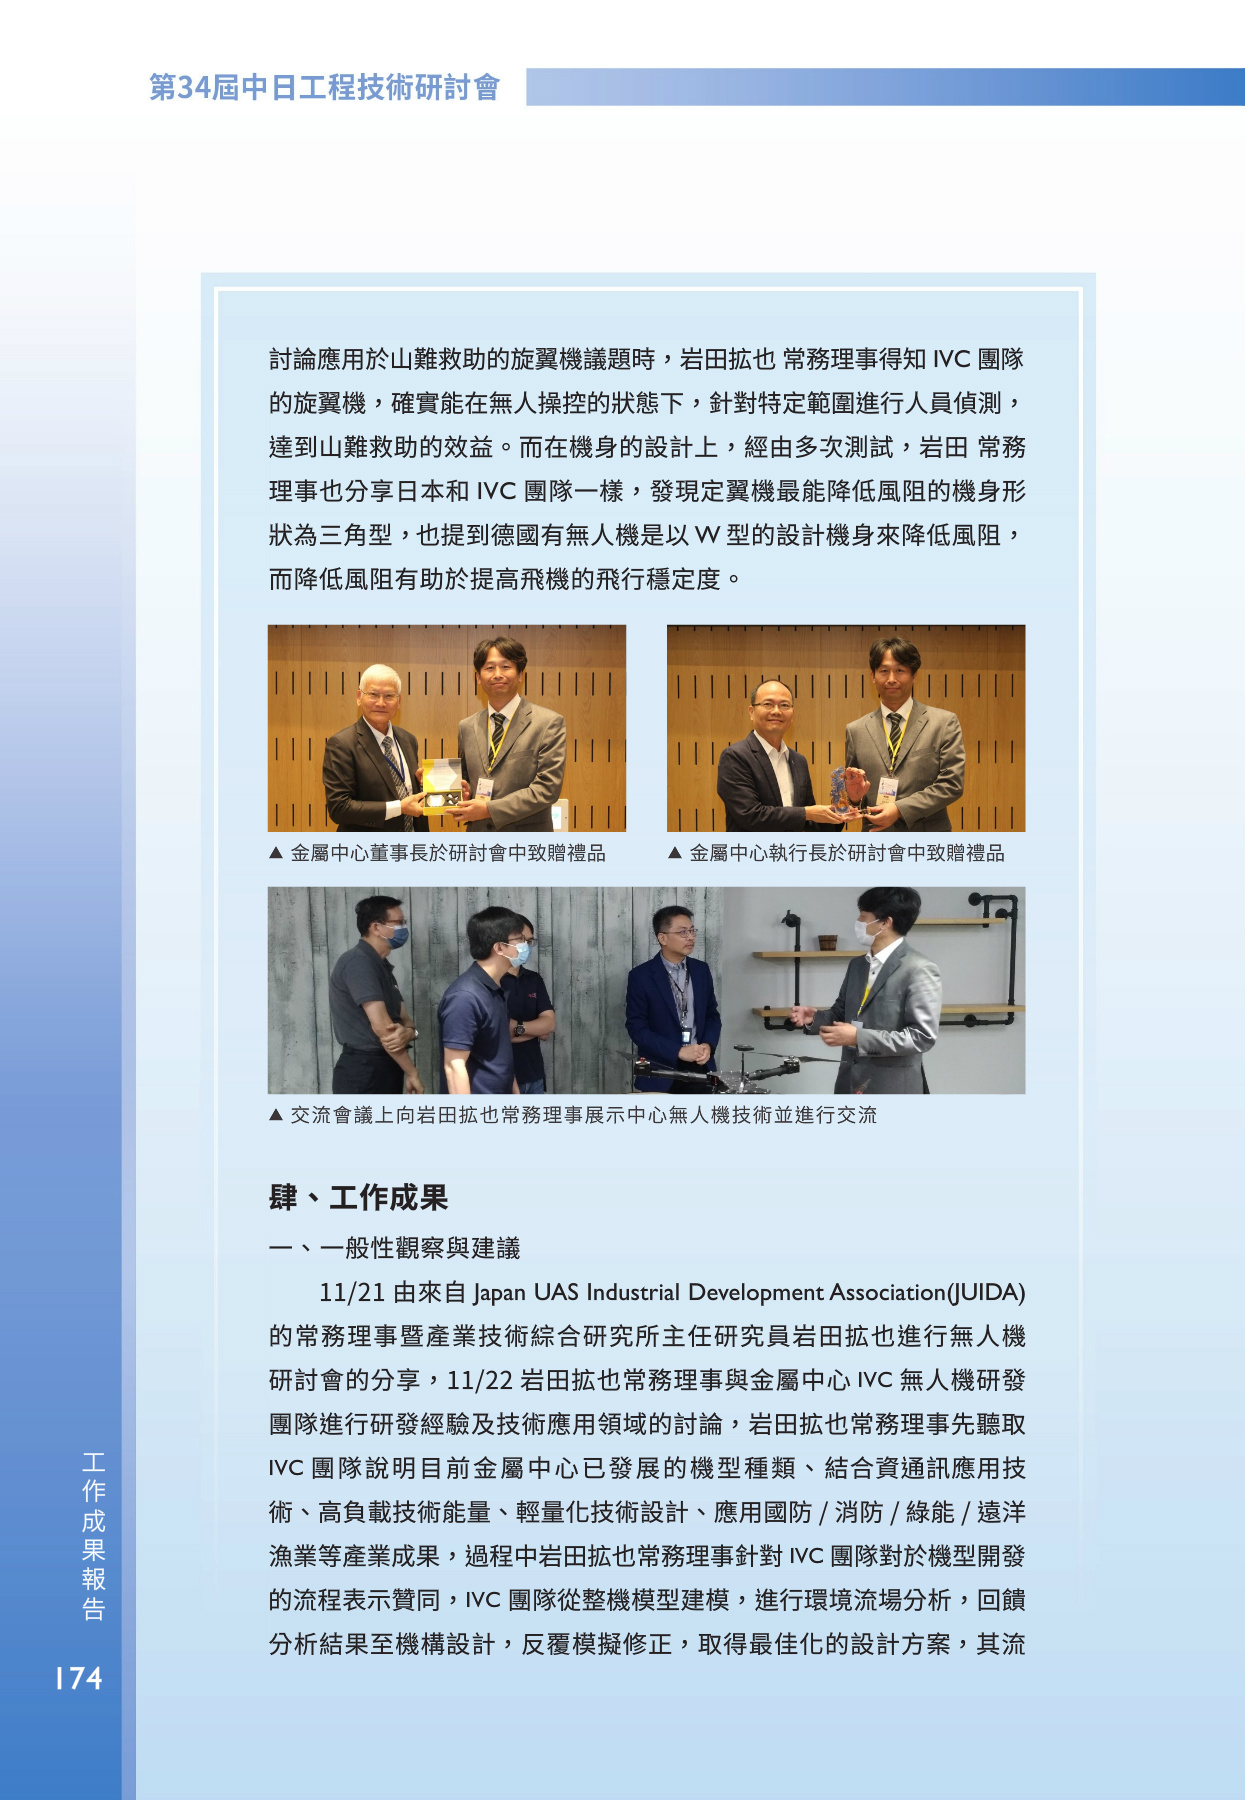 第34屆中日工程技術研討會
討論應用於山難救助的旋翼機議題時，岩田拡也 常務理事得知 IVC 團隊
的旋翼機，確實能在無人操控的狀態下，針對特定範圍進行人員偵測，
達到山難救助的效益。而在機身的設計上，經由多次測試，岩田 常務
理事也分享日本和 IVC 團隊一樣，發現定翼機最能降低風阻的機身形
狀為三角型，也提到德國有無人機是以 W 型的設計機身來降低風阻，
而降低風阻有助於提高飛機的飛行穩定度。
▲ 金屬中心董事長於研討會中致贈禮品
▲ 金屬中心執行長於研討會中致贈禮品
▲ 交流會議上向岩田拡也常務理事展示中心無人機技術並進行交流
肆、工作成果
一、一般性觀察與建議
11/21 由來自 Japan UAS Industrial Development Association(JUIDA)
的常務理事暨產業技術綜合研究所主任研究員岩田拡也進行無人機
研討會的分享，11/22 岩田拡也常務理事與金屬中心 IVC 無人機研發
團隊進行研發經驗及技術應用領域的討論，岩田拡也常務理事先聽取
IVC 團隊說明目前金屬中心已發展的機型種類、結合資通訊應用技
術、高負載技術能量、輕量化技術設計、應用國防 / 消防 / 綠能 / 遠洋
漁業等產業成果，過程中岩田拡也常務理事針對 IVC 團隊對於機型開發
的流程表示贊同，IVC 團隊從整機模型建模，進行環境流場分析，回饋
分析結果至機構設計，反覆模擬修正，取得最佳化的設計方案，其流
工作成果報告
174